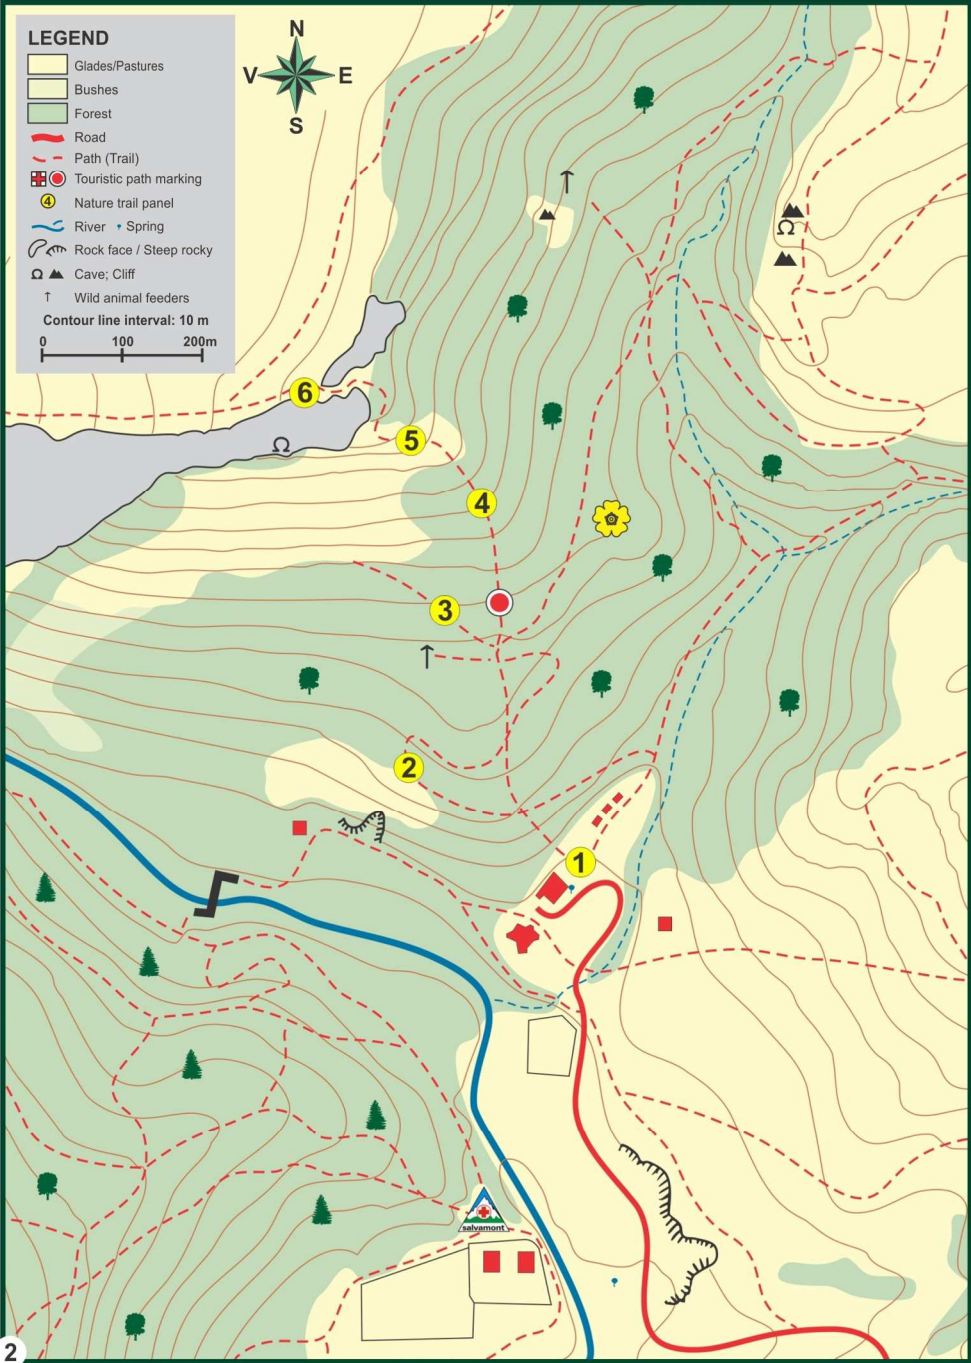 LEGEND
Glades/Pastures
Bushes
Forest
Road
Path (Trail)
Touristic path marking
4 Nature trail panel
River Spring
Rock face / Steep rocky
Ω Cave; Cliff
Wild animal feeders
Contour line interval: 10 m
0 100 200m
N
V E
S
Ω
6
Ω
5
4
3
2
1
salvamont
2